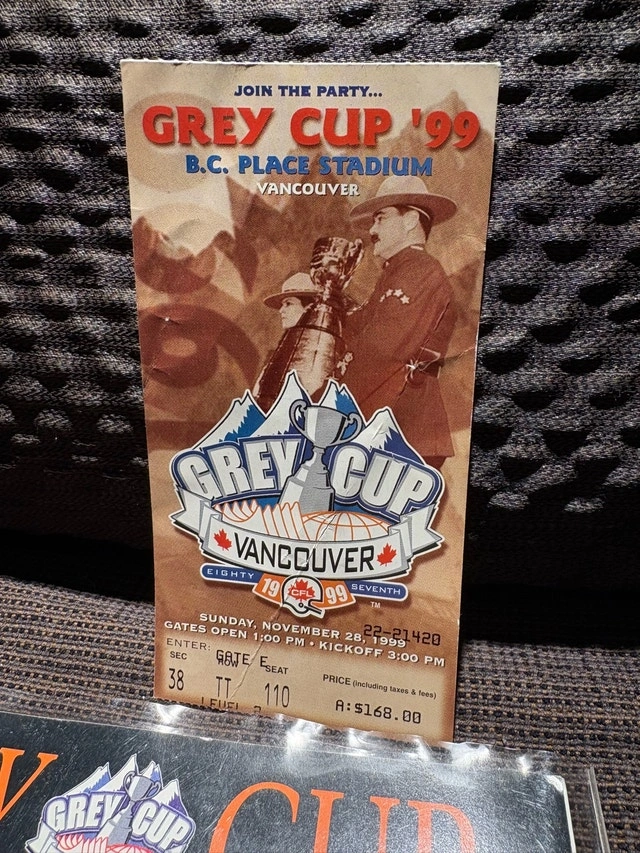 JOIN THE PARTY...
GREY CUP '99
B.C. PLACE STADIUM
VANCOUVER
GREY CUP
VANCOUVER
EIGHTY SEVENTH
19 CFL 99
TM
SUNDAY, NOVEMBER 28, 1999
22-21420
GATES OPEN 1:00 PM • KICKOFF 3:00 PM
ENTER: GATE E
SEC ROW SEAT
38 TT 110
PRICE (including taxes & fees)
A:$168.00
LEVEL
Y CUP
GREY CUP